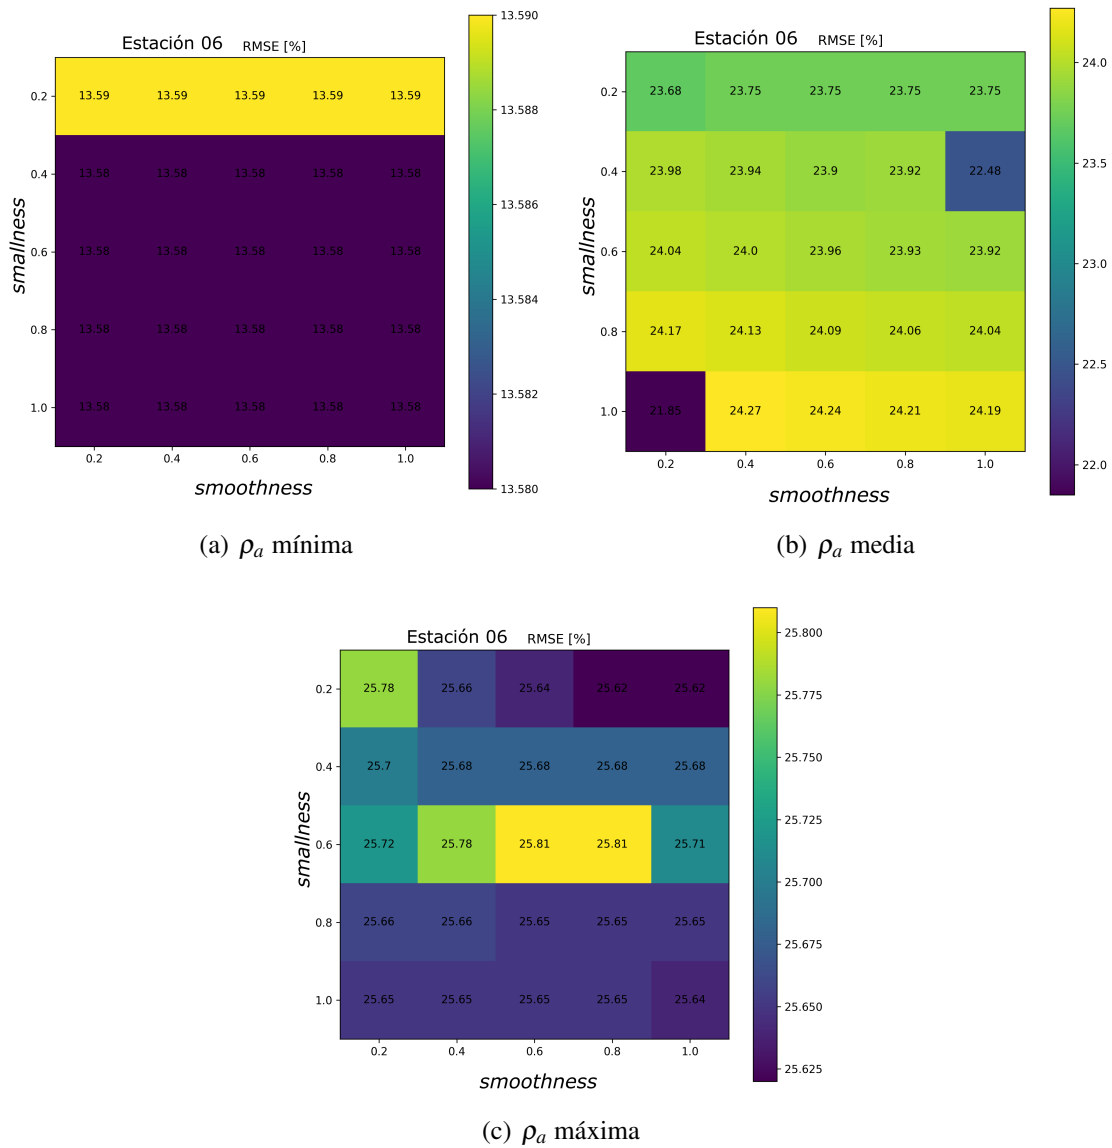 Estación 06 RMSE [%]
13.590
13.588
13.586
13.584
13.582
13.580
0.2 13.59 13.59 13.59 13.59 13.59
0.4 13.58 13.58 13.58 13.58 13.58
0.6 13.58 13.58 13.58 13.58 13.58
0.8 13.58 13.58 13.58 13.58 13.58
1.0 13.58 13.58 13.58 13.58 13.58
0.2 0.4 0.6 0.8 1.0
smallness
smoothness
(a) ρa mínima
Estación 06 RMSE [%]
24.0
23.5
23.0
22.5
22.0
0.2 23.68 23.75 23.75 23.75 23.75
0.4 23.98 23.94 23.9 23.92 22.48
0.6 24.04 24.0 23.96 23.93 23.92
0.8 24.17 24.13 24.09 24.06 24.04
1.0 21.85 24.27 24.24 24.21 24.19
0.2 0.4 0.6 0.8 1.0
smallness
smoothness
(b) ρa media
Estación 06 RMSE [%]
25.800
25.775
25.750
25.725
25.700
25.675
25.650
25.625
0.2 25.78 25.66 25.64 25.62 25.62
0.4 25.7 25.68 25.68 25.68 25.68
0.6 25.72 25.78 25.81 25.81 25.71
0.8 25.66 25.66 25.65 25.65 25.65
1.0 25.65 25.65 25.65 25.65 25.64
0.2 0.4 0.6 0.8 1.0
smallness
smoothness
(c) ρa máxima